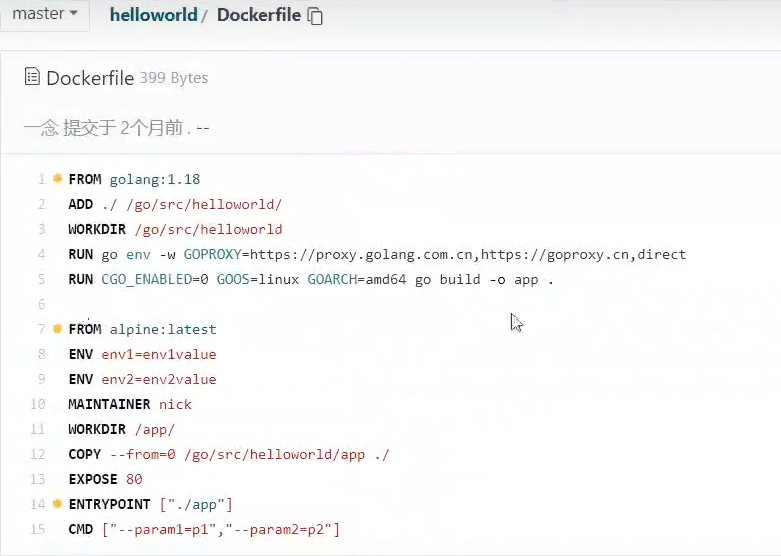 master
helloworld / Dockerfile
Dockerfile 399 Bytes
一念 提交于 2个月前 . --
1 FROM golang:1.18
2 ADD ./ /go/src/helloworld/
3 WORKDIR /go/src/helloworld
4 RUN go env -w GOPROXY=https://proxy.golang.com.cn,https://goproxy.cn,direct
5 RUN CGO_ENABLED=0 GOOS=linux GOARCH=amd64 go build -o app .
6
7 FROM alpine:latest
8 ENV env1=env1value
9 ENV env2=env2value
10 MAINTAINER nick
11 WORKDIR /app/
12 COPY --from=0 /go/src/helloworld/app ./
13 EXPOSE 80
14 ENTRYPOINT ["./app"]
15 CMD ["--param1=p1","--param2=p2"]